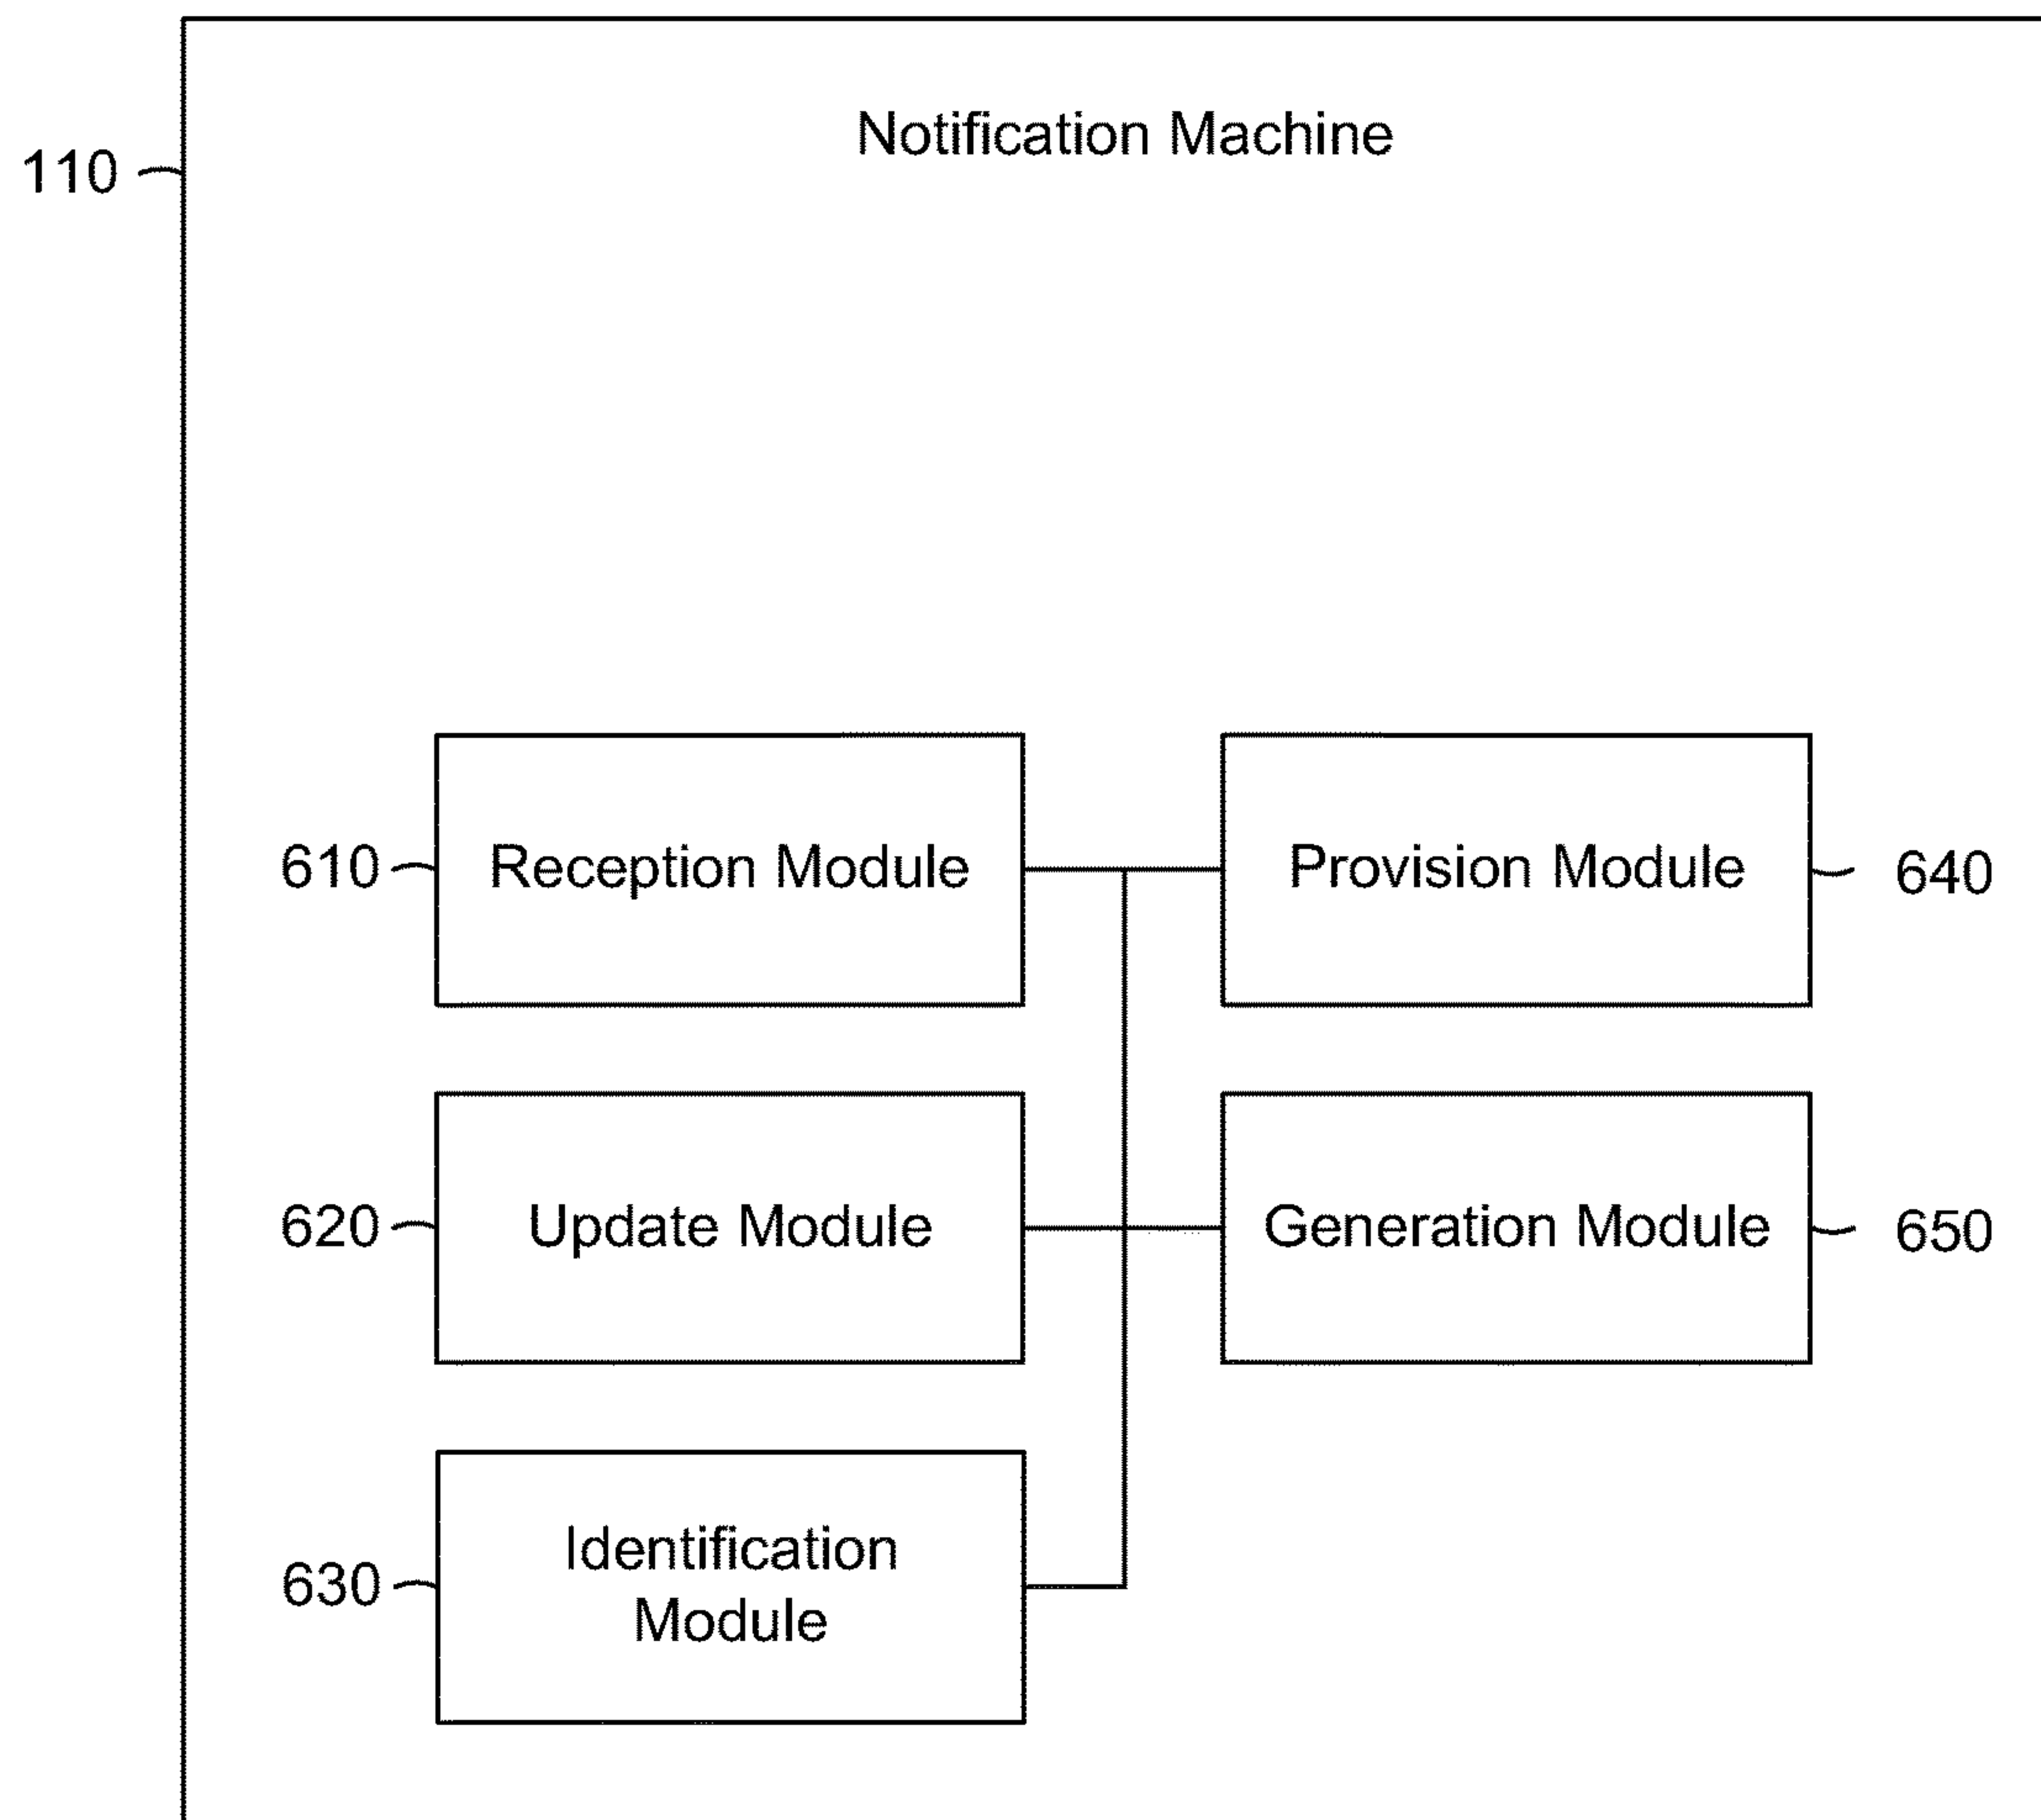 Notification Machine
110
610
Reception Module
Provision Module
640
620
Update Module
Generation Module
650
630
Identification
Module